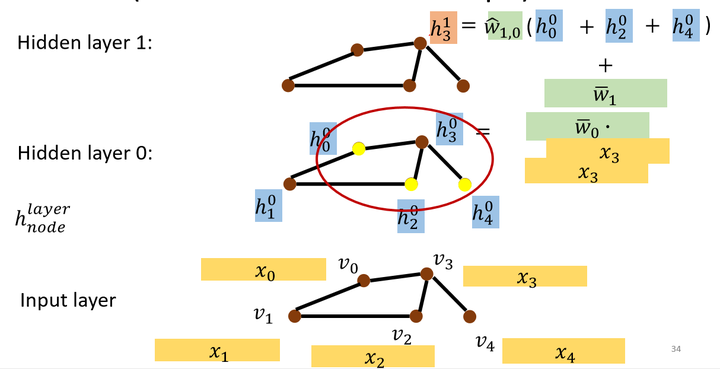 Hidden layer 1:
h_3^1 = ŵ_{1,0} (h_0^0 + h_2^0 + h_4^0)
+
w̄_1
w̄_0 ·
x_3
x_3
Hidden layer 0:
h_0^0
h_3^0 =
h_1^0
h_2^0
h_4^0
h_{node}^{layer}
Input layer
x_0
v_0
v_3
x_3
v_1
v_2
v_4
x_1
x_2
x_4
34